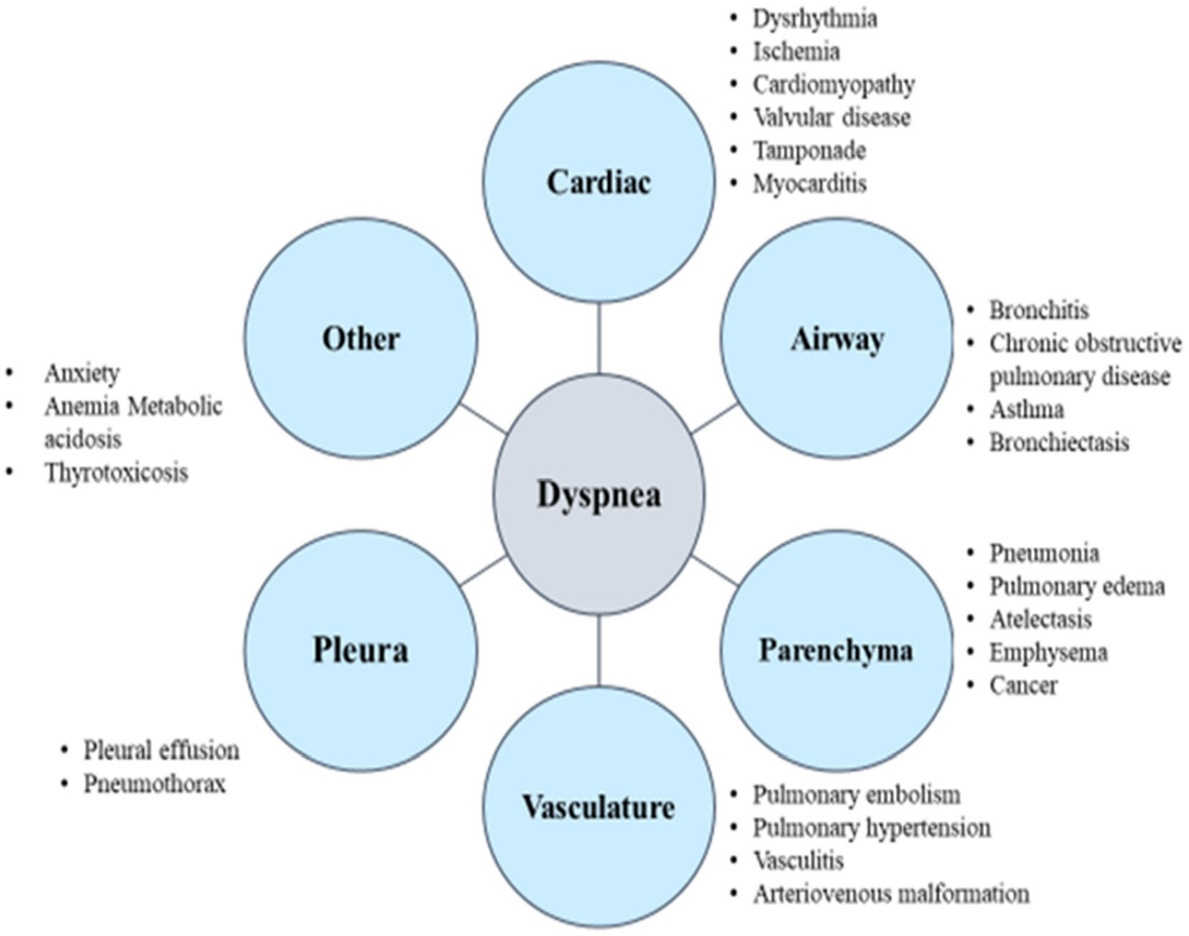 • Dysrhythmia
• Ischemia
• Cardiomyopathy
• Valvular disease
• Tamponade
• Myocarditis
Cardiac
Other
Airway
• Bronchitis
• Chronic obstructive
pulmonary disease
• Asthma
• Bronchiectasis
• Anxiety
• Anemia Metabolic
acidosis
• Thyrotoxicosis
Dyspnea
Pleura
Parenchyma
• Pneumonia
• Pulmonary edema
• Atelectasis
• Emphysema
• Cancer
• Pleural effusion
• Pneumothorax
Vasculature
• Pulmonary embolism
• Pulmonary hypertension
• Vasculitis
• Arteriovenous malformation